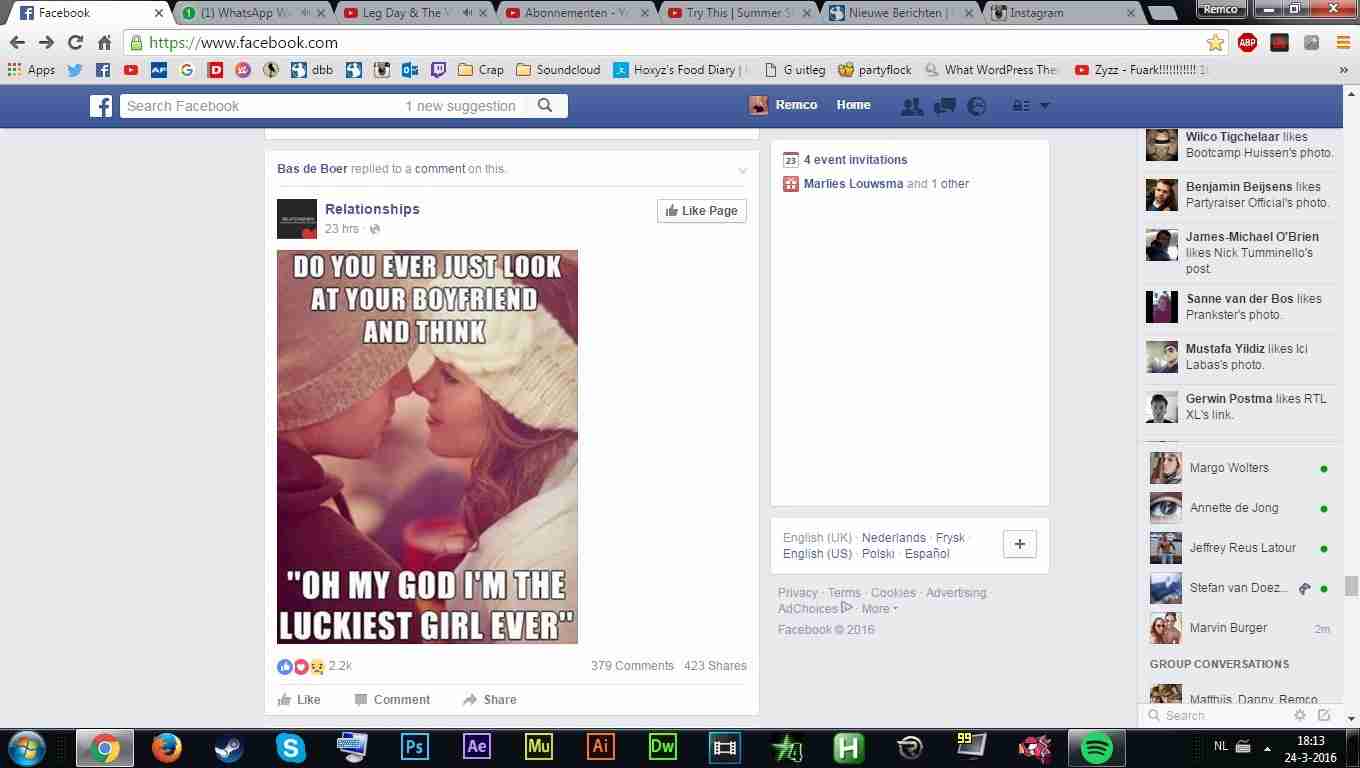 Facebook
(1) WhatsApp W
Leg Day & The V
Abonnementen - Y
Try This | Summer S
Nieuwe Berichten |
Instagram
Remco
https://www.facebook.com
ABP
Apps
dbb
Crap
Soundcloud
Hoxyz's Food Diary |
G uitleg
partyflock
What WordPress The
Zyzz - Fuark!!!!!!!!!!!
»
Search Facebook
1 new suggestion
Remco
Home
Bas de Boer replied to a comment on this.
Relationships
23 hrs ·
Like Page
DO YOU EVER JUST LOOK
AT YOUR BOYFRIEND
AND THINK
"OH MY GOD I'M THE
LUCKIEST GIRL EVER"
2.2k
379 Comments 423 Shares
Like Comment Share
23 4 event invitations
Marlies Louwsma and 1 other
English (UK) · Nederlands · Frysk ·
English (US) · Polski · Español
+
Privacy · Terms · Cookies · Advertising ·
AdChoices · More
Facebook © 2016
Wilco Tigchelaar likes
Bootcamp Huissen's photo.
Benjamin Beijsens likes
Partyraiser Official's photo.
James-Michael O'Brien
likes Nick Tumminello's
post.
Sanne van der Bos likes
Prankster's photo.
Mustafa Yildiz likes Ici
Labas's photo.
Gerwin Postma likes RTL
XL's link.
Margo Wolters
Annette de Jong
Jeffrey Reus Latour
Stefan van Doez...
Marvin Burger 2m
GROUP CONVERSATIONS
Matthijs, Danny, Remco
Search
Ps
Ae
Mu
Ai
Dw
4
H
99
NL
18:13
24-3-2016